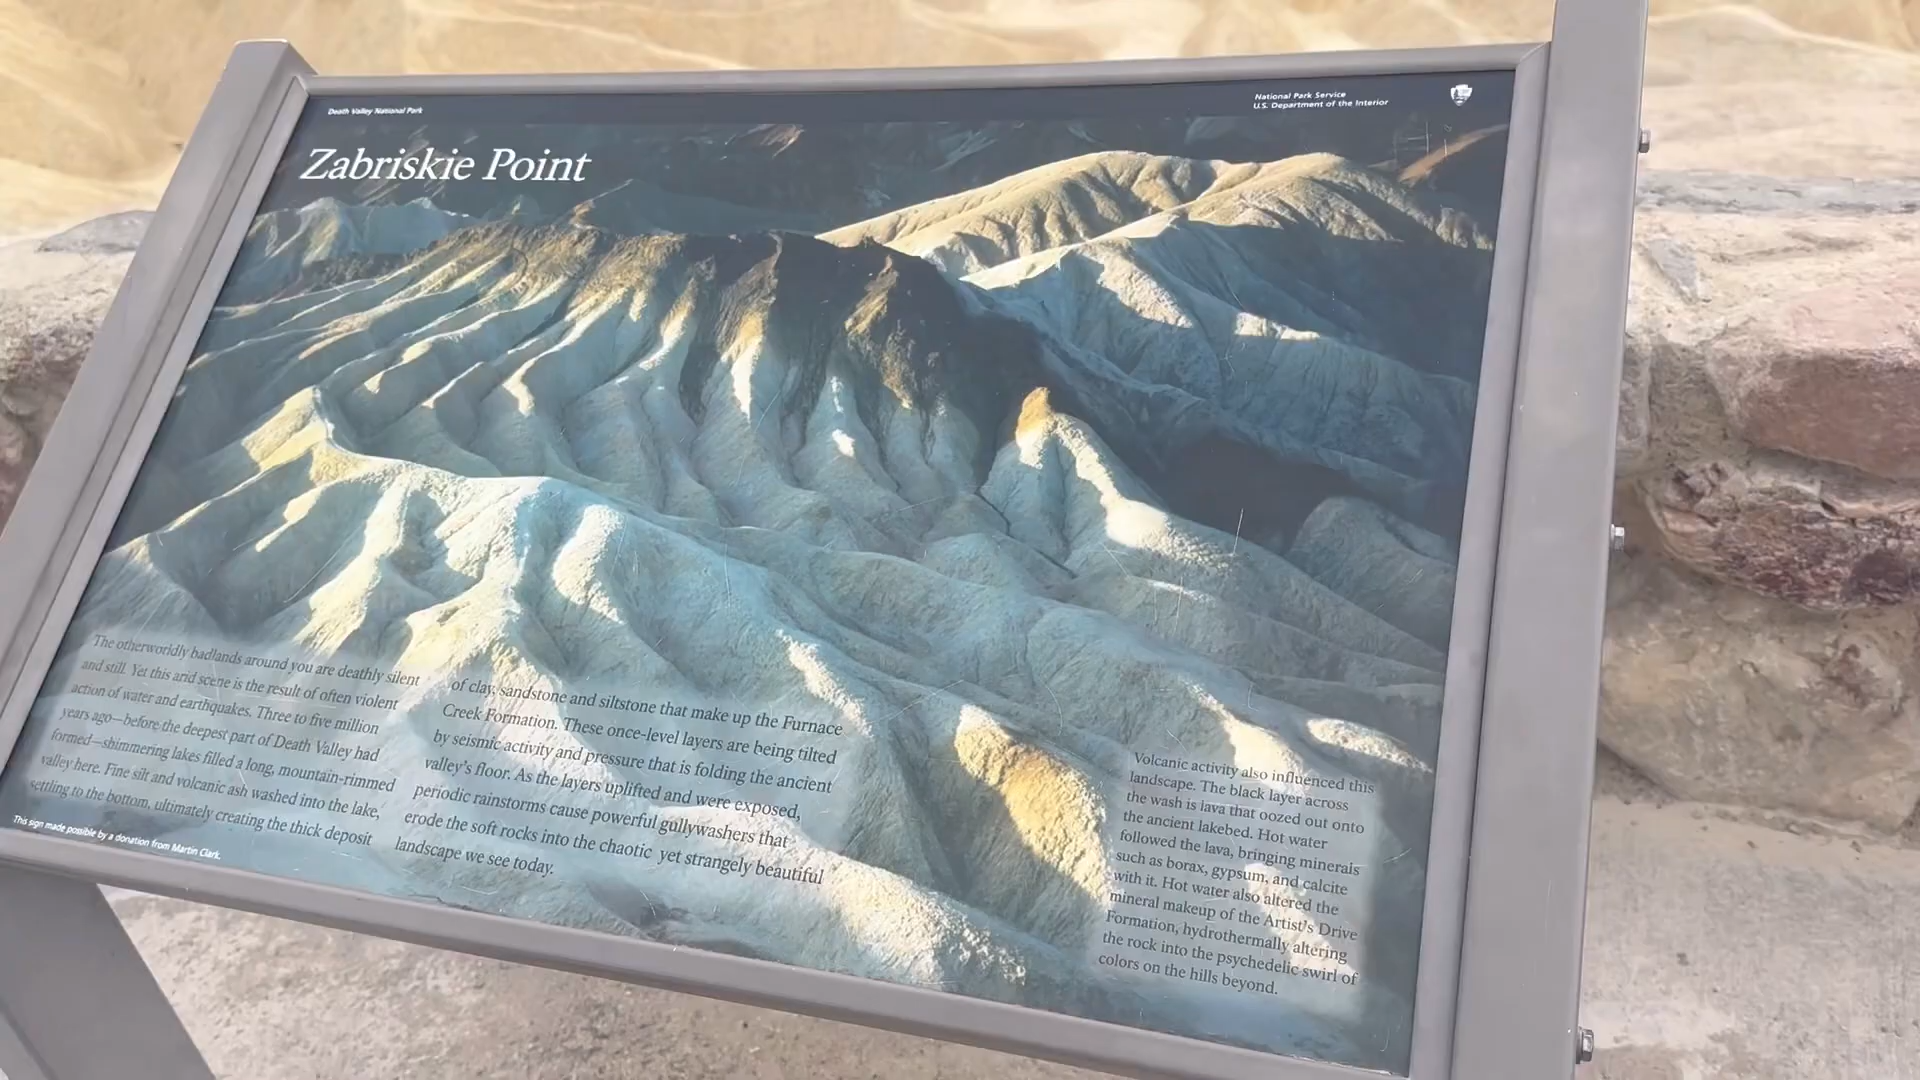 Death Valley National Park
National Park Service
U.S. Department of the Interior
Zabriskie Point
The otherworldly badlands around you are deathly silent
and still. Yet this arid scene is the result of often violent
action of water and earthquakes. Three to five million
years ago—before the deepest part of Death Valley had
formed—shimmering lakes filled a long, mountain-rimmed
valley here. Fine silt and volcanic ash washed into the lake,
settling to the bottom, ultimately creating the thick deposit
of clay, sandstone and siltstone that make up the Furnace
Creek Formation. These once-level layers are being tilted
by seismic activity and pressure that is folding the ancient
valley's floor. As the layers uplifted and were exposed,
periodic rainstorms cause powerful gullywashers that
erode the soft rocks into the chaotic yet strangely beautiful
landscape we see today.
Volcanic activity also influenced this
landscape. The black layer across
the wash is lava that oozed out onto
the ancient lakebed. Hot water
followed the lava, bringing minerals
such as borax, gypsum, and calcite
with it. Hot water also altered the
mineral makeup of the Artist's Drive
Formation, hydrothermally altering
the rock into the psychedelic swirl of
colors on the hills beyond.
This sign made possible by a donation from Martin Clark.